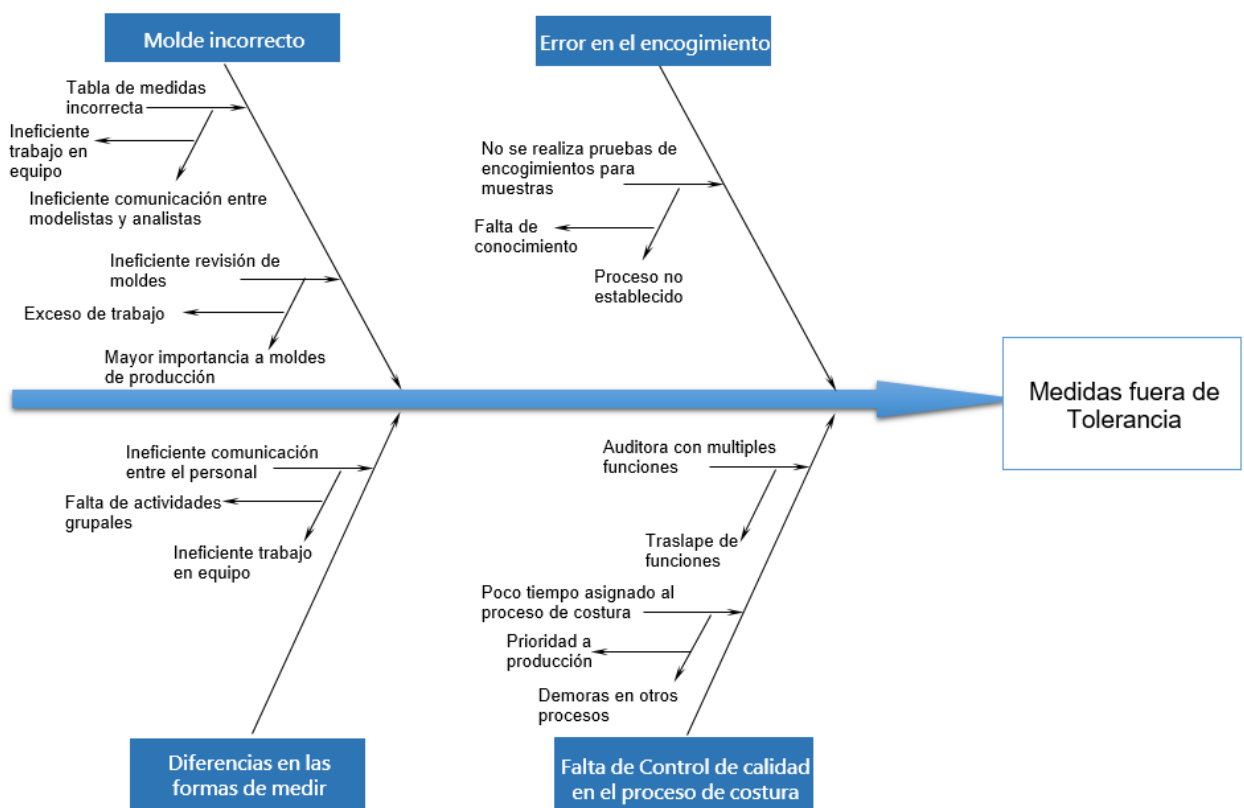 Molde incorrecto
Error en el encogimiento
Tabla de medidas
incorrecta
Ineficiente
trabajo en
equipo
Ineficiente comunicación entre
modelistas y analistas
Ineficiente revisión de
moldes
Exceso de trabajo
Mayor importancia a moldes
de producción
No se realiza pruebas de
encogimientos para
muestras
Falta de
conocimiento
Proceso no
establecido
Medidas fuera de
Tolerancia
Ineficiente comunicación
entre el personal
Falta de actividades
grupales
Ineficiente trabajo
en equipo
Auditora con multiples
funciones
Traslape de
funciones
Poco tiempo asignado al
proceso de costura
Prioridad a
producción
Demoras en otros
procesos
Diferencias en las
formas de medir
Falta de Control de calidad
en el proceso de costura